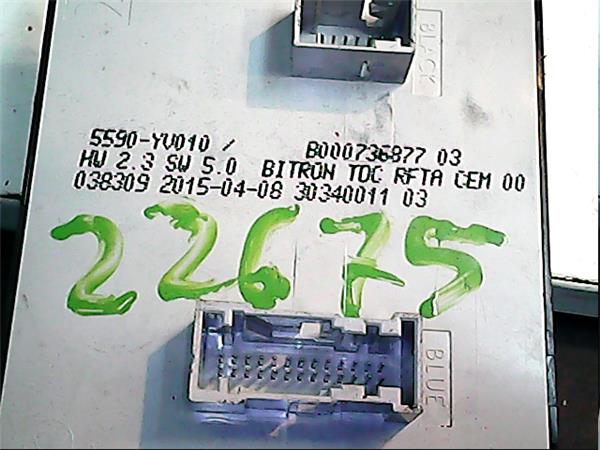 BLACK
5590-YV010 / B000736877 03
HW 2.3 SW 5.0 BITRON TOC RFTA CEM 00
038309 2015-04-08 30340011 03
22675
BLUE